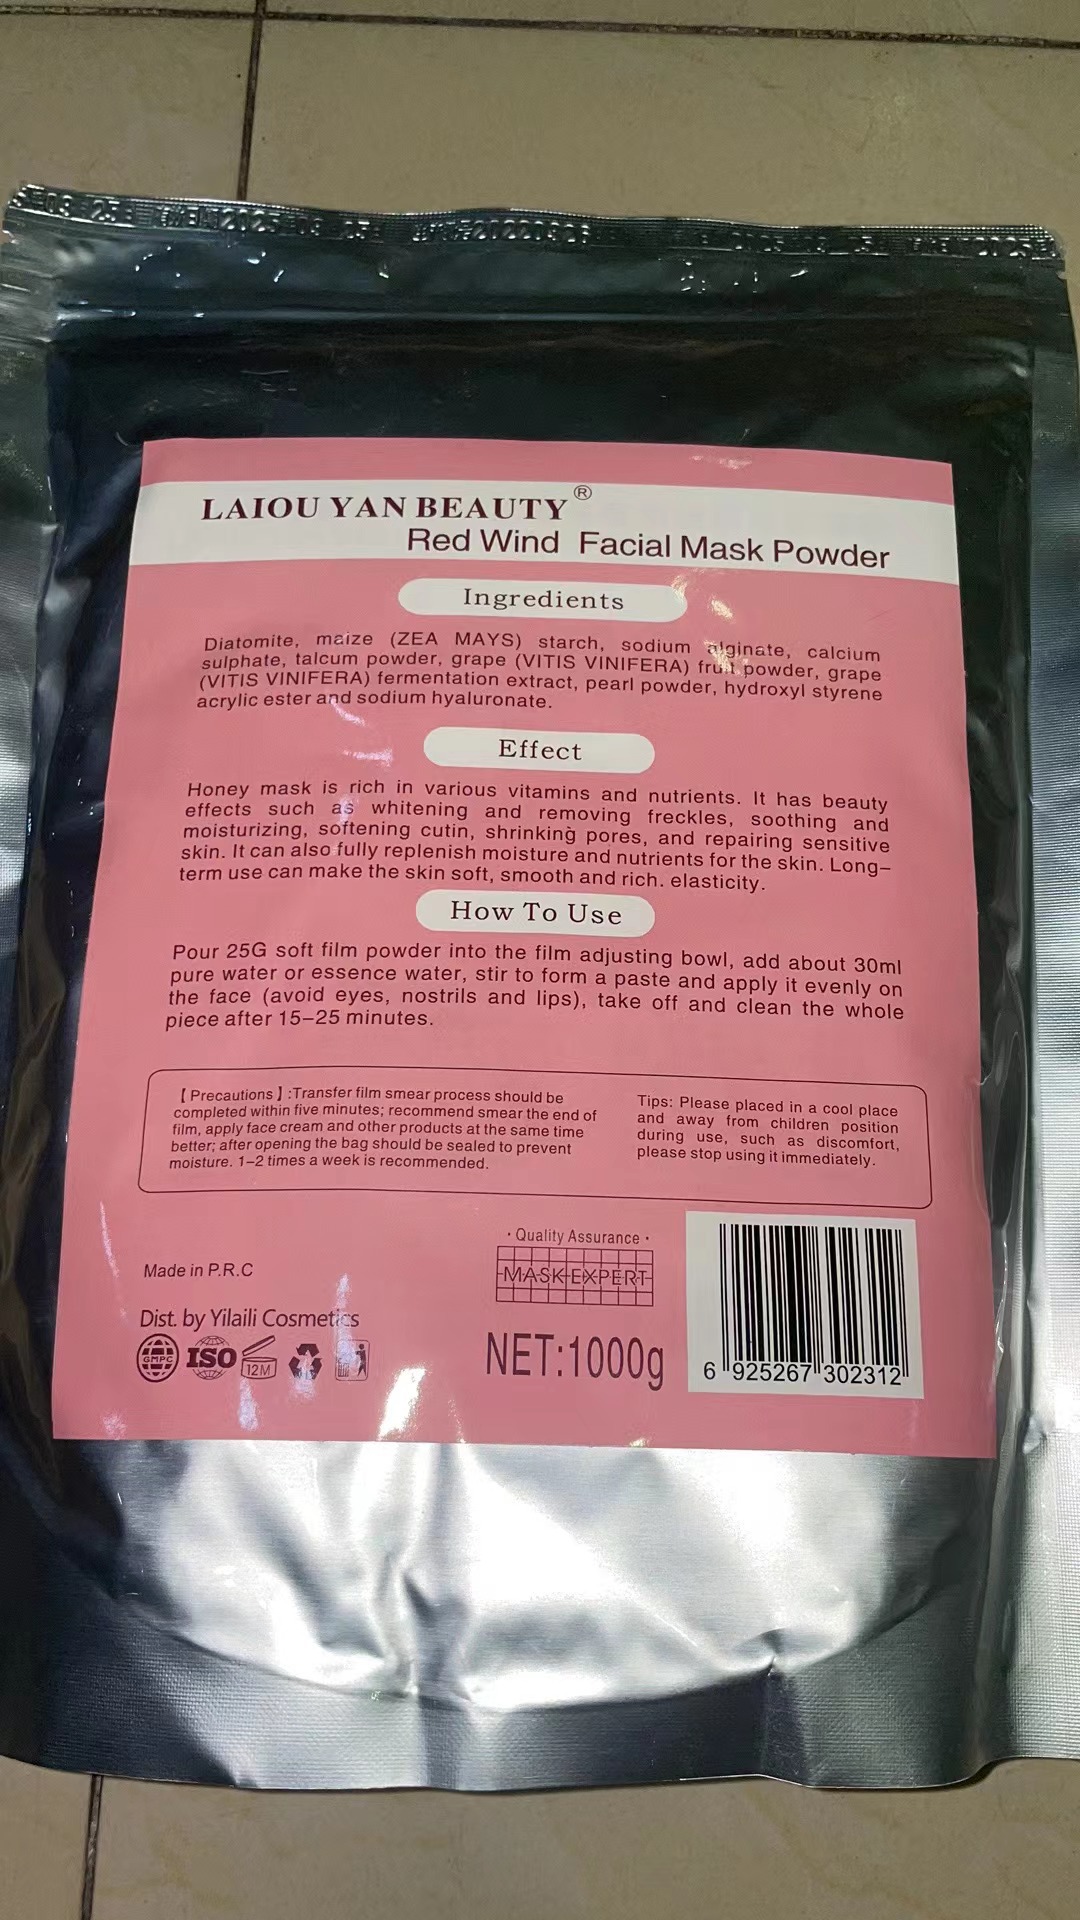 2025 09 25
20220926
2025
LAIOU YAN BEAUTY®
Red Wind Facial Mask Powder
Ingredients
Diatomite, maize (ZEA MAYS) starch, sodium alginate, calcium
sulphate, talcum powder, grape (VITIS VINIFERA) fruit powder, grape
(VITIS VINIFERA) fermentation extract, pearl powder, hydroxyl styrene
acrylic ester and sodium hyaluronate.
Effect
Honey mask is rich in various vitamins and nutrients. It has beauty
effects such as whitening and removing freckles, soothing and
moisturizing, softening cutin, shrinking pores, and repairing sensitive
skin. It can also fully replenish moisture and nutrients for the skin. Long–
term use can make the skin soft, smooth and rich. elasticity.
How To Use
Pour 25G soft film powder into the film adjusting bowl, add about 30ml
pure water or essence water, stir to form a paste and apply it evenly on
the face (avoid eyes, nostrils and lips), take off and clean the whole
piece after 15–25 minutes.
【Precautions】:Transfer film smear process should be
completed within five minutes; recommend smear the end of
film, apply face cream and other products at the same time
better; after opening the bag should be sealed to prevent
moisture. 1–2 times a week is recommended.
Tips: Please placed in a cool place
and away from children position
during use, such as discomfort,
please stop using it immediately.
Made in P.R.C
Dist. by Yilaili Cosmetics
GMPC ISO 12M
· Quality Assurance ·
MASK EXPERT
NET:1000g
6 925267 302312